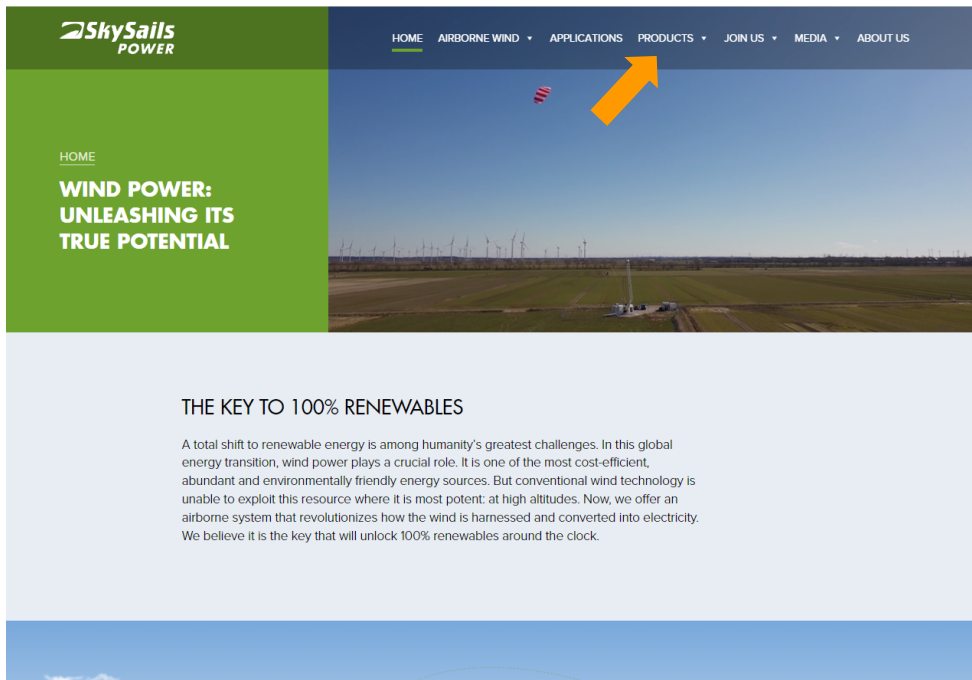 SkySails
POWER
HOME AIRBORNE WIND APPLICATIONS PRODUCTS JOIN US MEDIA ABOUT US
HOME
WIND POWER:
UNLEASHING ITS
TRUE POTENTIAL
THE KEY TO 100% RENEWABLES
A total shift to renewable energy is among humanity's greatest challenges. In this global
energy transition, wind power plays a crucial role. It is one of the most cost-efficient,
abundant and environmentally friendly energy sources. But conventional wind technology is
unable to exploit this resource where it is most potent: at high altitudes. Now, we offer an
airborne system that revolutionizes how the wind is harnessed and converted into electricity.
We believe it is the key that will unlock 100% renewables around the clock.